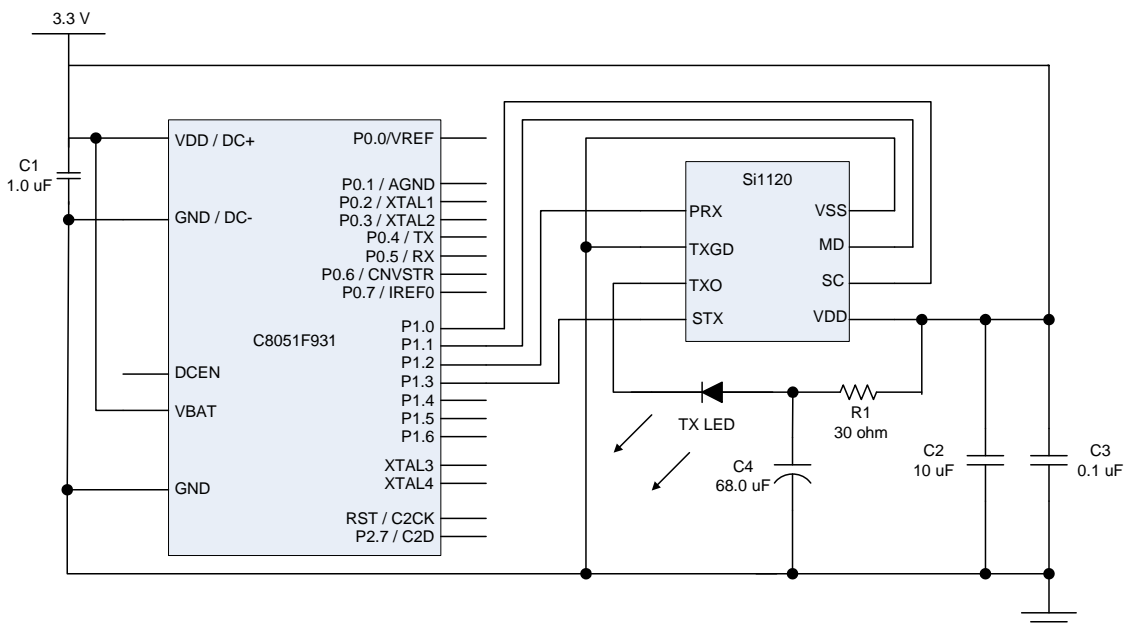 3.3 V
C1
1.0 uF
VDD / DC+
GND / DC-
DCEN
VBAT
GND
C8051F931
P0.0/VREF
P0.1 / AGND
P0.2 / XTAL1
P0.3 / XTAL2
P0.4 / TX
P0.5 / RX
P0.6 / CNVSTR
P0.7 / IREF0
P1.0
P1.1
P1.2
P1.3
P1.4
P1.5
P1.6
XTAL3
XTAL4
RST / C2CK
P2.7 / C2D
Si1120
PRX
TXGD
TXO
STX
VSS
MD
SC
VDD
TX LED
R1
30 ohm
C4
68.0 uF
C2
10 uF
C3
0.1 uF